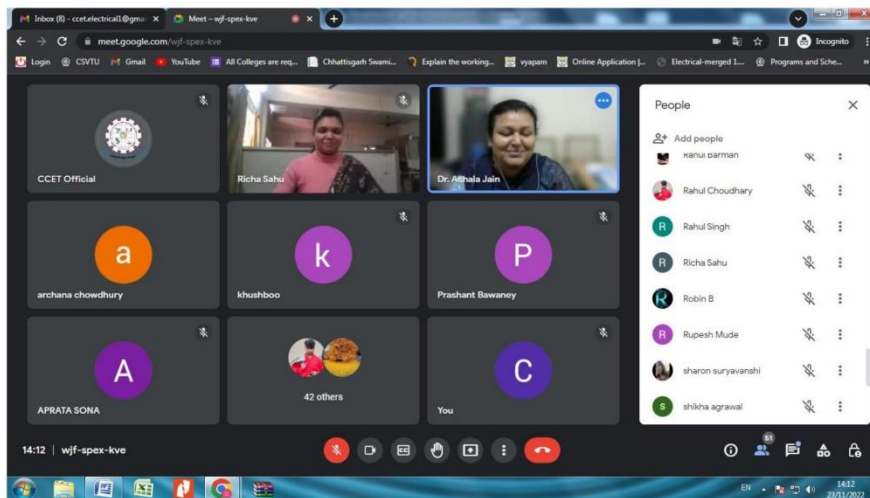 Inbox (8) - ccet.electrical1@gma
Meet – wjf-spex-kve
meet.google.com/wjf-spex-kve
Incognito
Login
CSVTU
Gmail
YouTube
All Colleges are req...
Chhattisgarh Swami...
Explain the working...
vyapam
Online Application |...
Electrical-merged 1....
Programs and Sche...
»
CCET Official
Richa Sahu
Dr. Achala Jain
a
archana chowdhury
k
khushboo
P
Prashant Bawaney
A
APRATA SONA
42 others
C
You
People
Add people
Rahul Barman
Rahul Choudhary
R Rahul Singh
R Richa Sahu
Robin B
R Rupesh Mude
sharon suryavanshi
S shikha agrawal
14:12 | wjf-spex-kve
CC
61
EN
14:12
23/11/2022